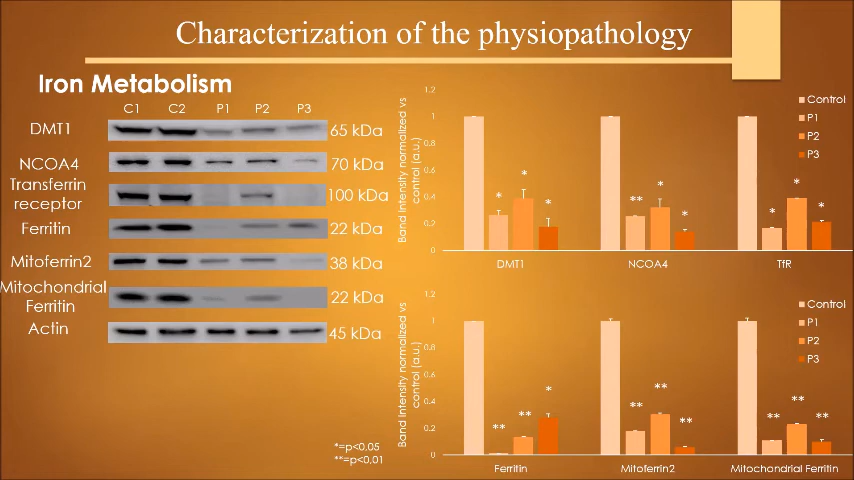 Characterization of the physiopathology
Iron Metabolism
C1 C2 P1 P2 P3
DMT1 65 kDa
NCOA4 70 kDa
Transferrin
receptor 100 kDa
Ferritin 22 kDa
Mitoferrin2 38 kDa
Mitochondrial
Ferritin 22 kDa
Actin 45 kDa
*=p<0,05
**=p<0,01
Band intensity normalized vs
control (a.u.)
1.2
1
0.8
0.6
0.4
0.2
0
* * *
** * *
* * *
DMT1 NCOA4 TfR
Control
P1
P2
P3
Band intensity normalized vs
control (a.u.)
1.2
1
0.8
0.6
0.4
0.2
0
** ** *
** ** **
** ** **
Ferritin Mitoferrin2 Mitochondrial Ferritin
Control
P1
P2
P3